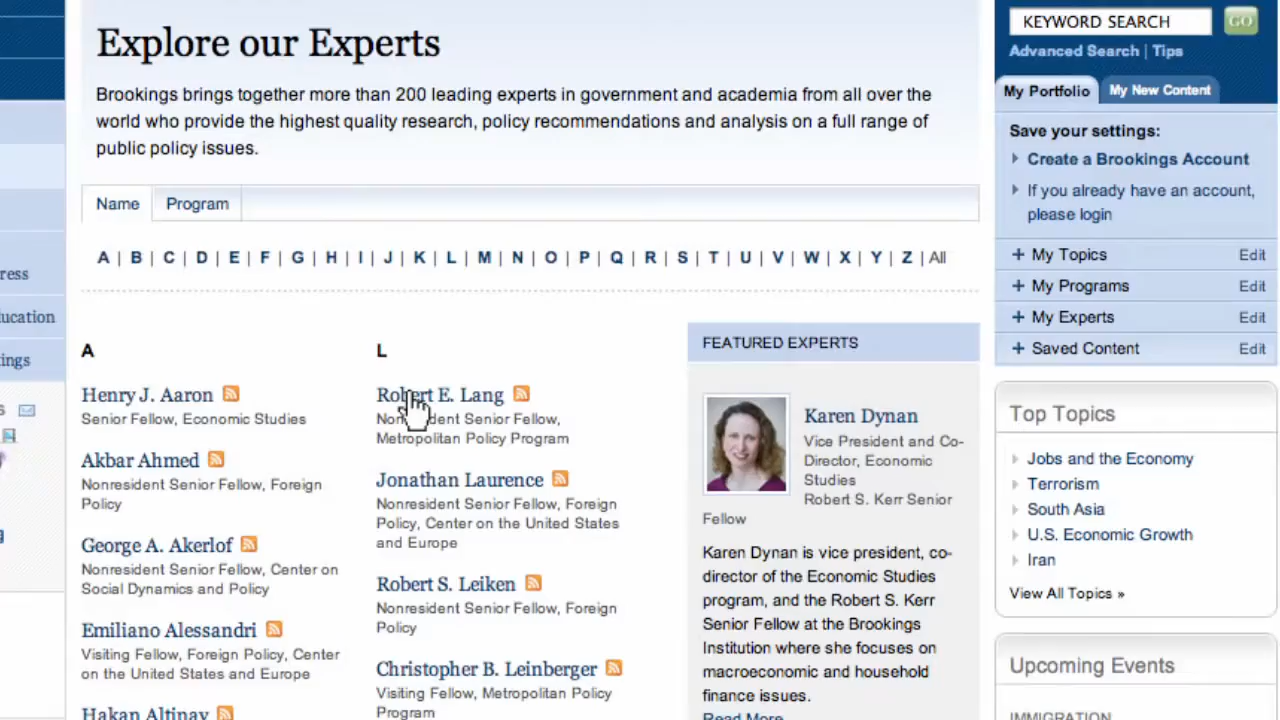 Explore our Experts
Brookings brings together more than 200 leading experts in government and academia from all over the
world who provide the highest quality research, policy recommendations and analysis on a full range of
public policy issues.
Name
Program
A | B | C | D | E | F | G | H | I | J | K | L | M | N | O | P | Q | R | S | T | U | V | W | X | Y | Z | All
A
Henry J. Aaron
Senior Fellow, Economic Studies
Akbar Ahmed
Nonresident Senior Fellow, Foreign
Policy
George A. Akerlof
Nonresident Senior Fellow, Center on
Social Dynamics and Policy
Emiliano Alessandri
Visiting Fellow, Foreign Policy, Center
on the United States and Europe
Hakan Altinay
L
Robert E. Lang
Senior Fellow,
Metropolitan Policy Program
Jonathan Laurence
Nonresident Senior Fellow, Foreign
Policy, Center on the United States
and Europe
Robert S. Leiken
Nonresident Senior Fellow, Foreign
Policy
Christopher B. Leinberger
Visiting Fellow, Metropolitan Policy
Program
FEATURED EXPERTS
Karen Dynan
Vice President and Co-
Director, Economic
Studies
Robert S. Kerr Senior
Fellow
Karen Dynan is vice president, co-
director of the Economic Studies
program, and the Robert S. Kerr
Senior Fellow at the Brookings
Institution where she focuses on
macroeconomic and household
finance issues.
Read More
KEYWORD SEARCH
GO
Advanced Search | Tips
My Portfolio
My New Content
Save your settings:
Create a Brookings Account
If you already have an account,
please login
+ My Topics Edit
+ My Programs Edit
+ My Experts Edit
+ Saved Content Edit
Top Topics
Jobs and the Economy
Terrorism
South Asia
U.S. Economic Growth
Iran
View All Topics »
Upcoming Events
IMMIGRATION